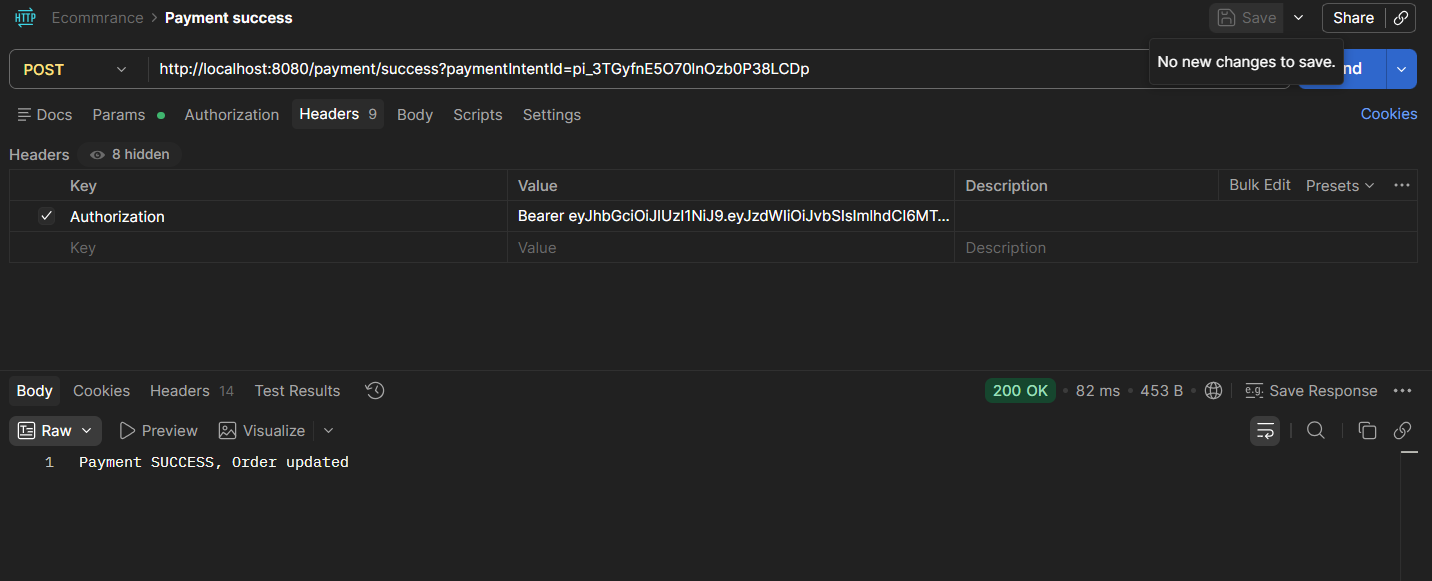 HTTP Ecommrance > Payment success Save Share
POST http://localhost:8080/payment/success?paymentIntentId=pi_3TGyfnE5O70lnOzb0P38LCDp nd
No new changes to save.
Docs Params Authorization Headers 9 Body Scripts Settings Cookies
Headers 8 hidden
Key Value Description Bulk Edit Presets ...
Authorization Bearer eyJhbGciOiJIUzI1NiJ9.eyJzdWIiOiJvbSIsImlhdCI6MT...
Key Value Description
Body Cookies Headers 14 Test Results 200 OK • 82 ms • 453 B • e.g. Save Response ...
Raw Preview Visualize
1 Payment SUCCESS, Order updated